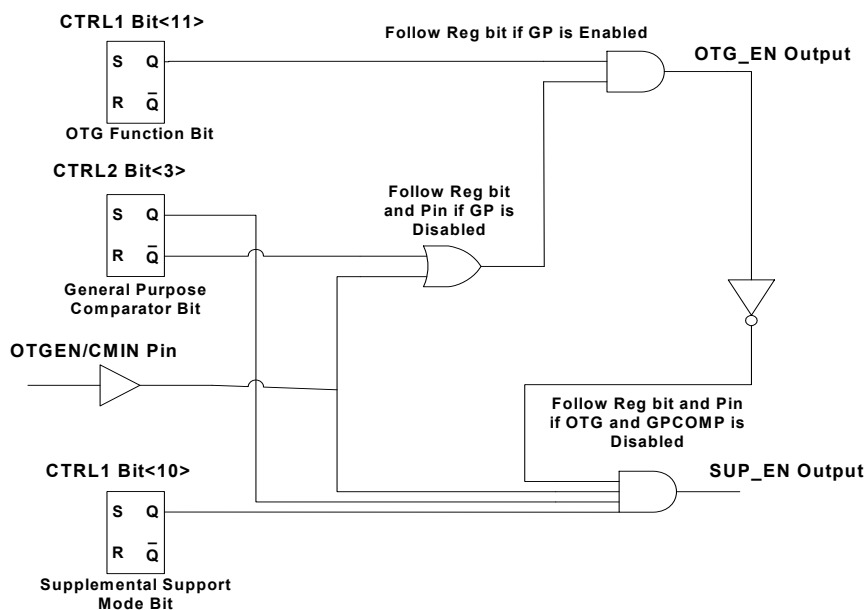 CTRL1 Bit<11>
S Q
R Q̅
OTG Function Bit
Follow Reg bit if GP is Enabled
OTG_EN Output
CTRL2 Bit<3>
S Q
R Q̅
General Purpose
Comparator Bit
Follow Reg bit
and Pin if GP is
Disabled
OTGEN/CMIN Pin
Follow Reg bit and Pin
if OTG and GPCOMP is
Disabled
CTRL1 Bit<10>
S Q
R Q̅
Supplemental Support
Mode Bit
SUP_EN Output